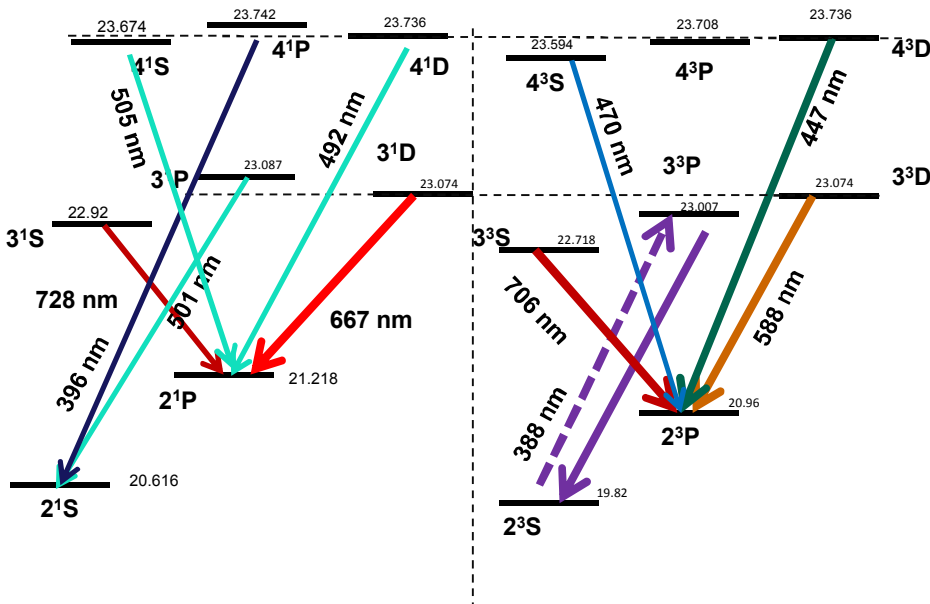 23.674
23.742
23.736
23.594
23.708
23.736
4¹S
4¹P
4¹D
4³S
4³P
4³D
505 nm
492 nm
470 nm
447 nm
3¹P
23.087
3¹D
23.074
3³P
23.007
3³D
23.074
22.92
3¹S
3³S
22.718
728 nm
501 nm
667 nm
706 nm
588 nm
396 nm
388 nm
2¹P
21.218
2³P
20.96
2¹S
20.616
2³S
19.82